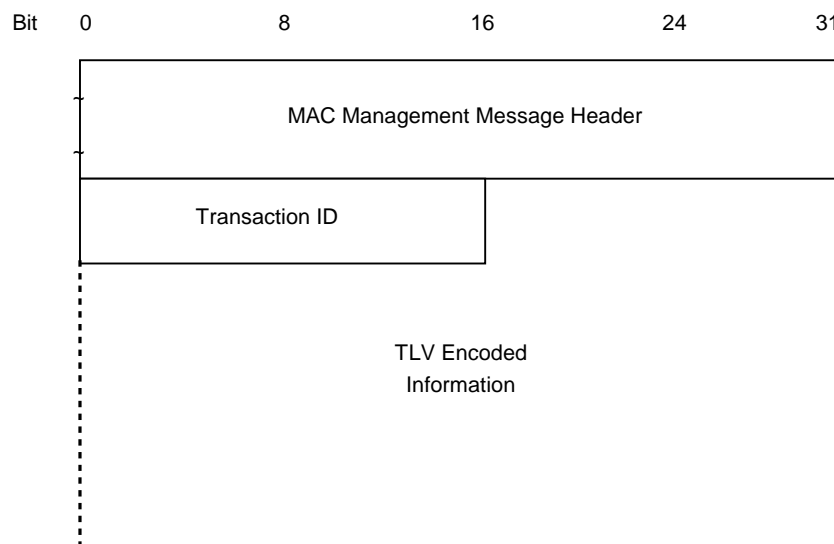 Bit 0 8 16 24 31
MAC Management Message Header
~
~
Transaction ID
TLV Encoded
Information